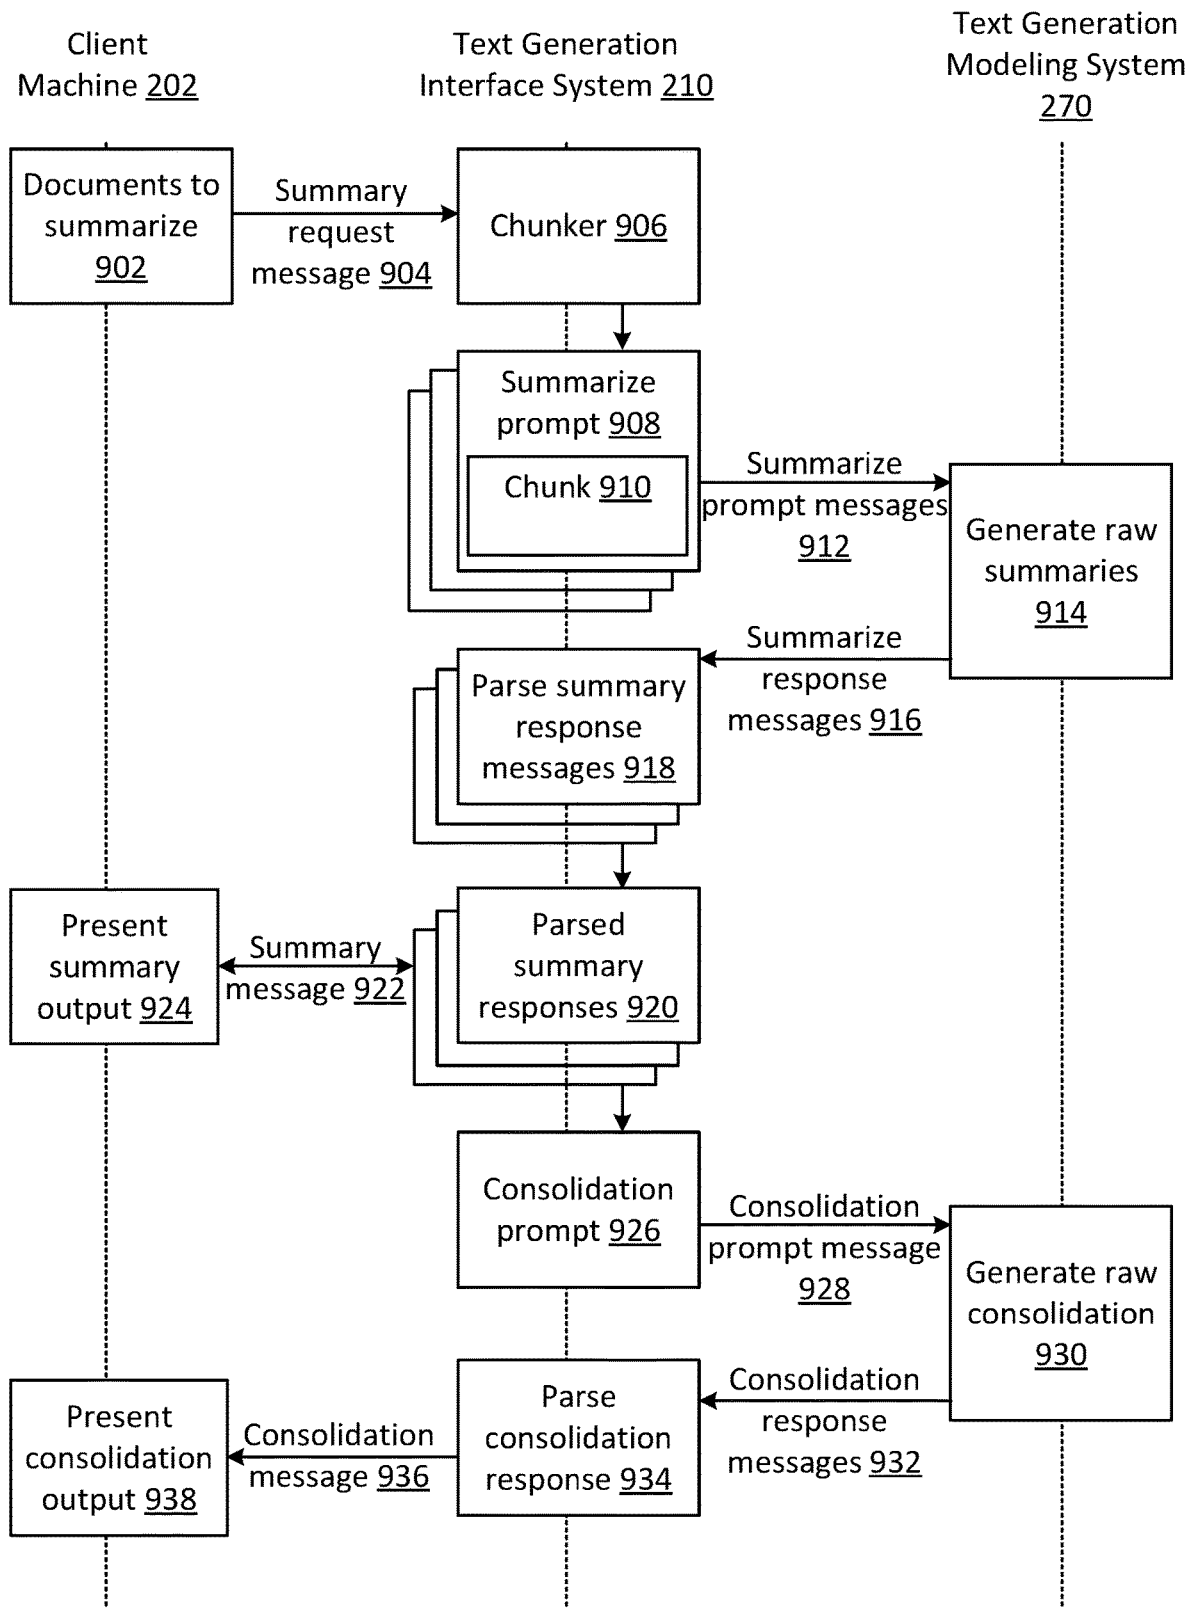 Client
Machine 202
Text Generation
Interface System 210
Text Generation
Modeling System
270
Documents to
summarize
902
Summary
request
message 904
Chunker 906
Summarize
prompt 908
Chunk 910
Summarize
prompt messages
912
Generate raw
summaries
914
Summarize
response
messages 916
Parse summary
response
messages 918
Present
summary
output 924
Summary
message 922
Parsed
summary
responses 920
Consolidation
prompt 926
Consolidation
prompt message
928
Generate raw
consolidation
930
Consolidation
response
messages 932
Parse
consolidation
response 934
Consolidation
message 936
Present
consolidation
output 938